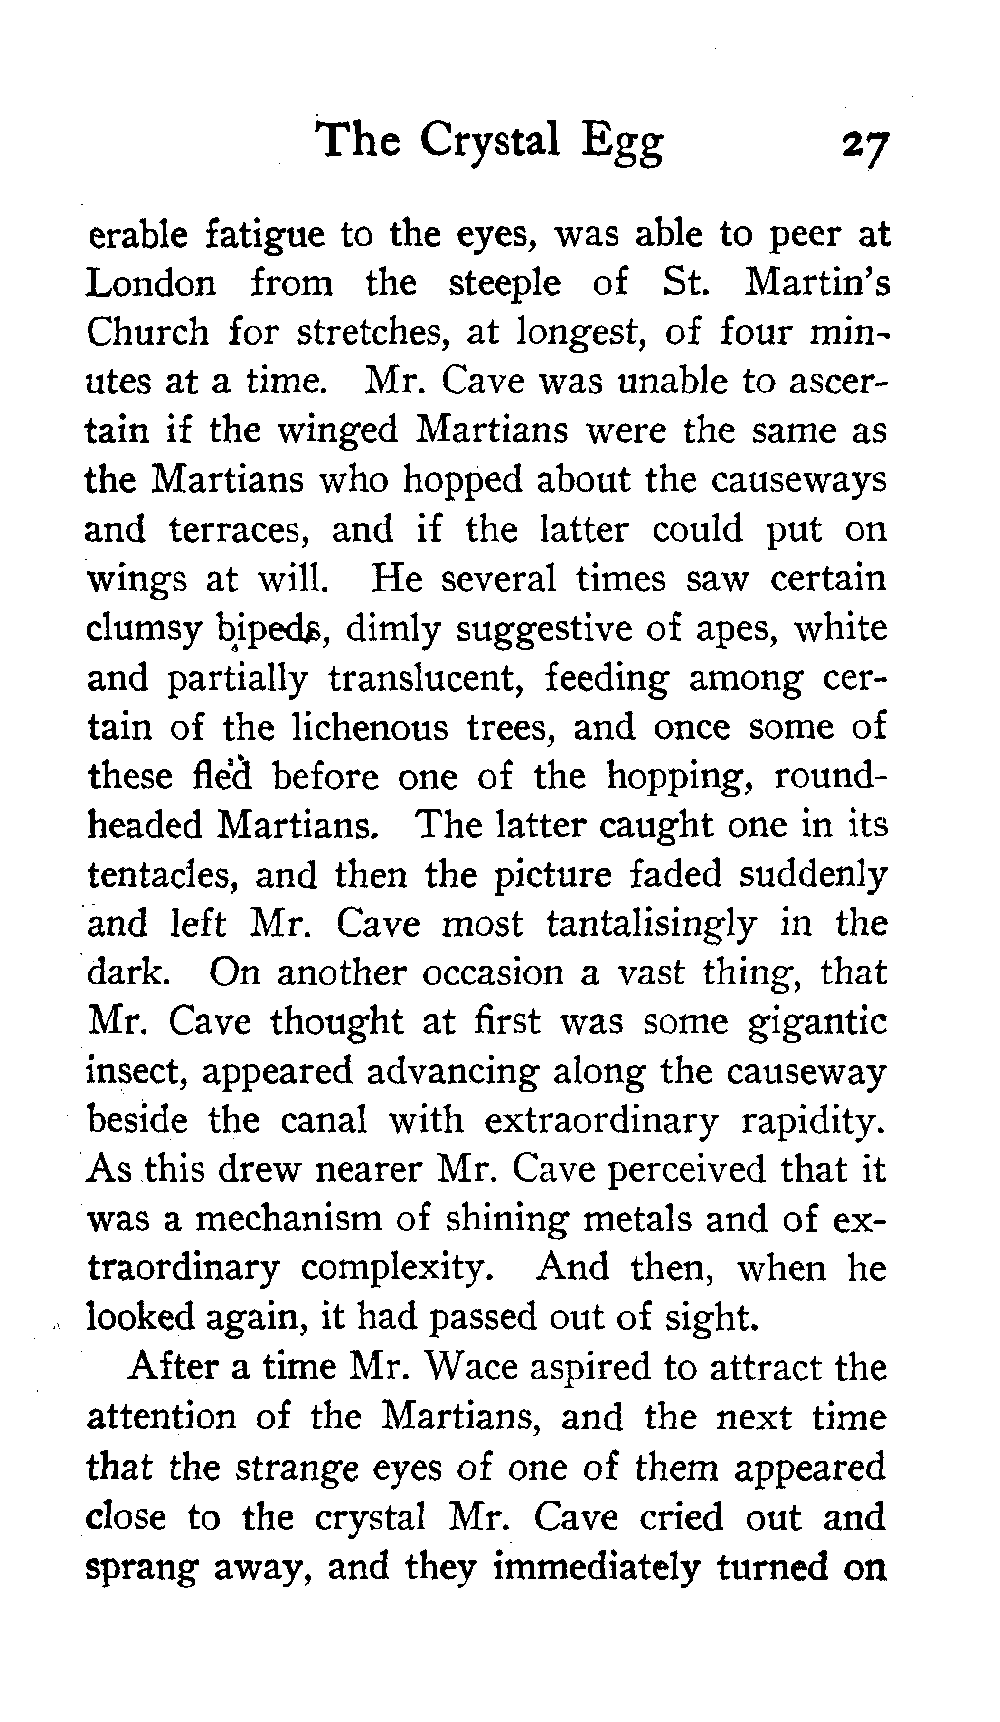 The Crystal Egg 27
erable fatigue to the eyes, was able to peer at
London from the steeple of St. Martin's
Church for stretches, at longest, of four min-
utes at a time. Mr. Cave was unable to ascer-
tain if the winged Martians were the same as
the Martians who hopped about the causeways
and terraces, and if the latter could put on
wings at will. He several times saw certain
clumsy bipeds, dimly suggestive of apes, white
and partially translucent, feeding among cer-
tain of the lichenous trees, and once some of
these fled before one of the hopping, round-
headed Martians. The latter caught one in its
tentacles, and then the picture faded suddenly
and left Mr. Cave most tantalisingly in the
dark. On another occasion a vast thing, that
Mr. Cave thought at first was some gigantic
insect, appeared advancing along the causeway
beside the canal with extraordinary rapidity.
As this drew nearer Mr. Cave perceived that it
was a mechanism of shining metals and of ex-
traordinary complexity. And then, when he
looked again, it had passed out of sight.
After a time Mr. Wace aspired to attract the
attention of the Martians, and the next time
that the strange eyes of one of them appeared
close to the crystal Mr. Cave cried out and
sprang away, and they immediately turned on